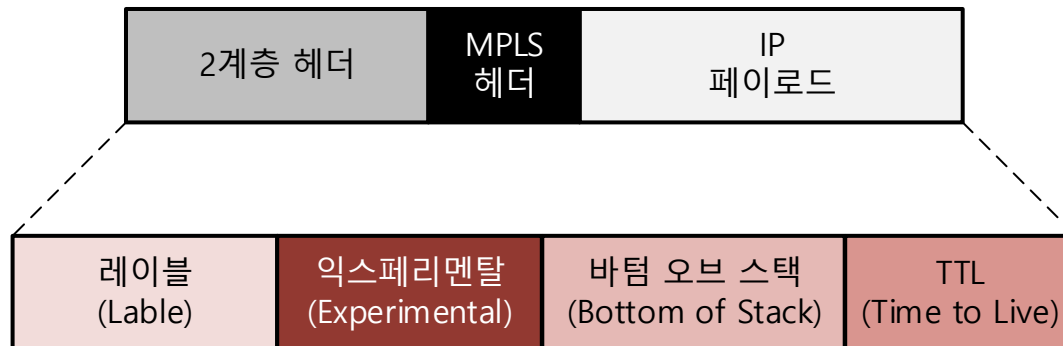 2계층 헤더
MPLS
헤더
IP
페이로드
레이블
(Lable)
익스페리멘탈
(Experimental)
바텀 오브 스택
(Bottom of Stack)
TTL
(Time to Live)